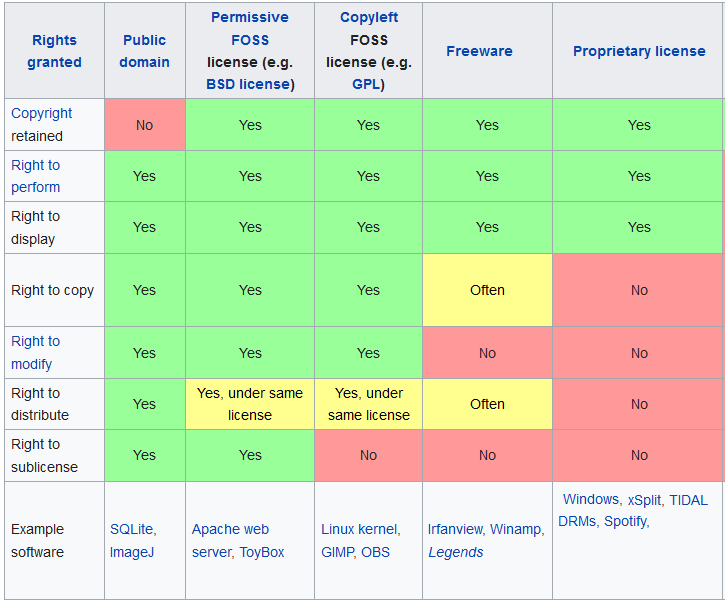 Rights granted | Public domain | Permissive FOSS license (e.g. BSD license) | Copyleft FOSS license (e.g. GPL) | Freeware | Proprietary license
Copyright retained | No | Yes | Yes | Yes | Yes
Right to perform | Yes | Yes | Yes | Yes | Yes
Right to display | Yes | Yes | Yes | Yes | Yes
Right to copy | Yes | Yes | Yes | Often | No
Right to modify | Yes | Yes | Yes | No | No
Right to distribute | Yes | Yes, under same license | Yes, under same license | Often | No
Right to sublicense | Yes | Yes | No | No | No
Example software | SQLite, ImageJ | Apache web server, ToyBox | Linux kernel, GIMP, OBS | Irfanview, Winamp, Legends | Windows, xSplit, TIDAL DRMs, Spotify,